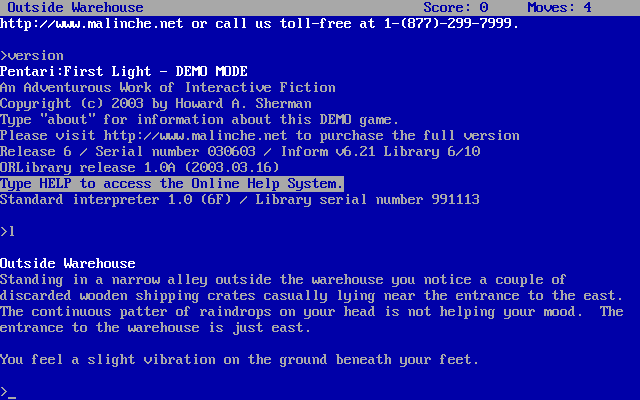 Outside Warehouse Score: 0 Moves: 4
http://www.malinche.net or call us toll-free at 1-(877)-299-7999.
>version
Pentari:First Light - DEMO MODE
An Adventurous Work of Interactive Fiction
Copyright (c) 2003 by Howard A. Sherman
Type "about" for information about this DEMO game.
Please visit http://www.malinche.net to purchase the full version
Release 6 / Serial number 030603 / Inform v6.21 Library 6/10
ORLibrary release 1.0A (2003.03.16)
Type HELP to access the Online Help System.
Standard interpreter 1.0 (6F) / Library serial number 991113
>l
Outside Warehouse
Standing in a narrow alley outside the warehouse you notice a couple of
discarded wooden shipping crates casually lying near the entrance to the east.
The continuous patter of raindrops on your head is not helping your mood. The
entrance to the warehouse is just east.
You feel a slight vibration on the ground beneath your feet.
>_